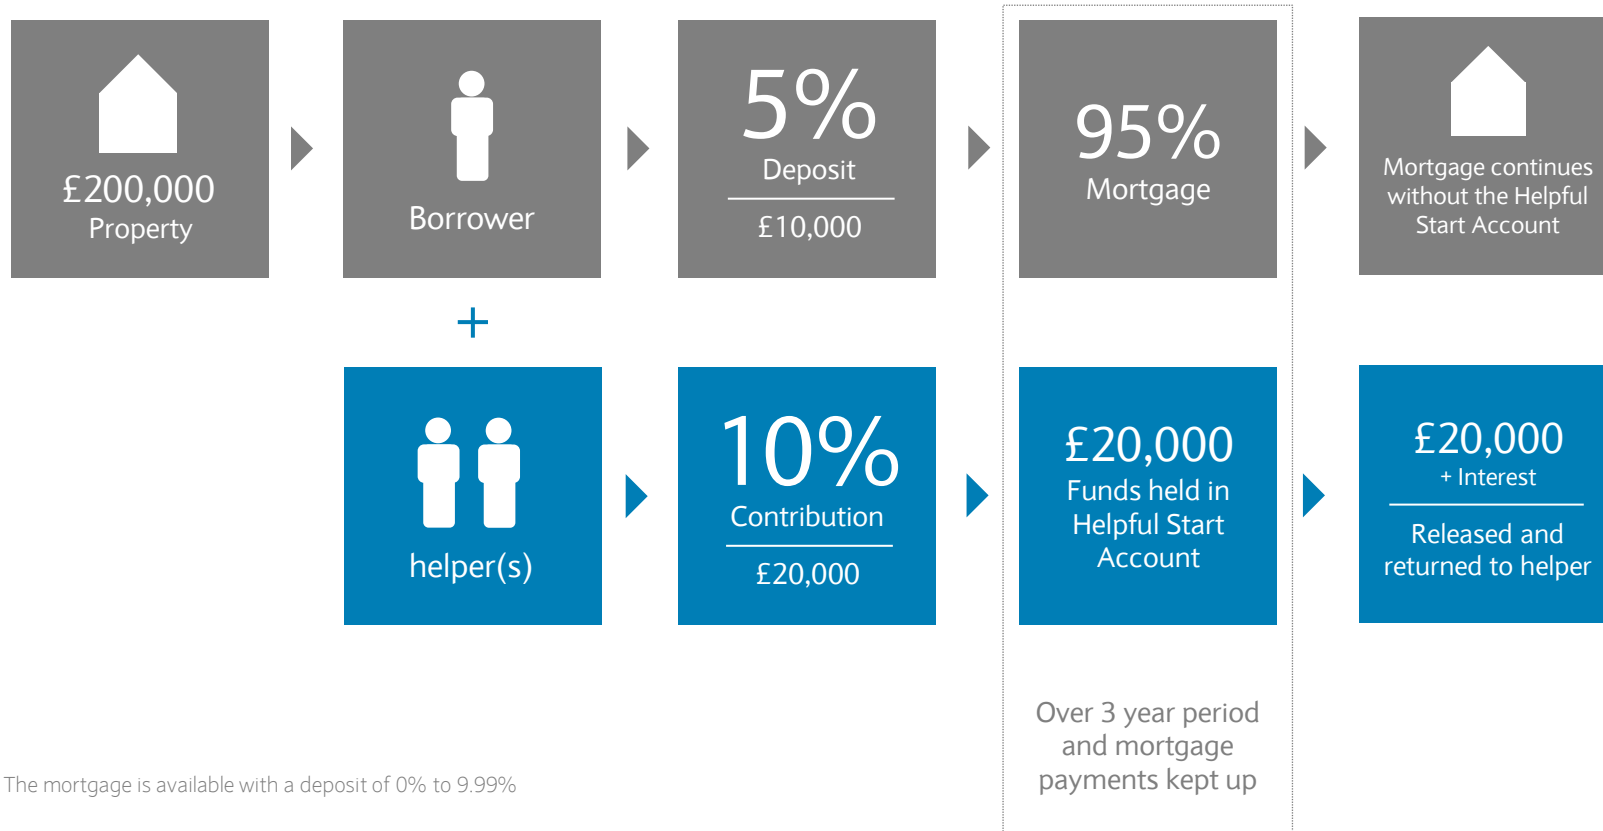 £200,000
Property
Borrower
5%
Deposit
£10,000
95%
Mortgage
Mortgage continues
without the Helpful
Start Account
+
helper(s)
10%
Contribution
£20,000
£20,000
Funds held in
Helpful Start
Account
£20,000
+ Interest
Released and
returned to helper
Over 3 year period
and mortgage
payments kept up
The mortgage is available with a deposit of 0% to 9.99%